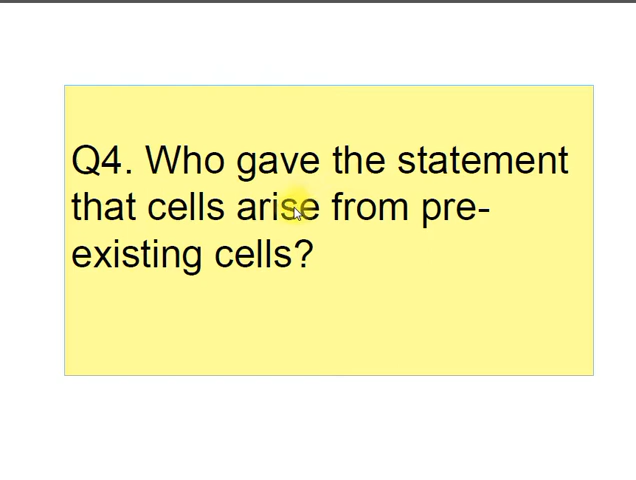 Q4. Who gave the statement
that cells arise from pre-
existing cells?